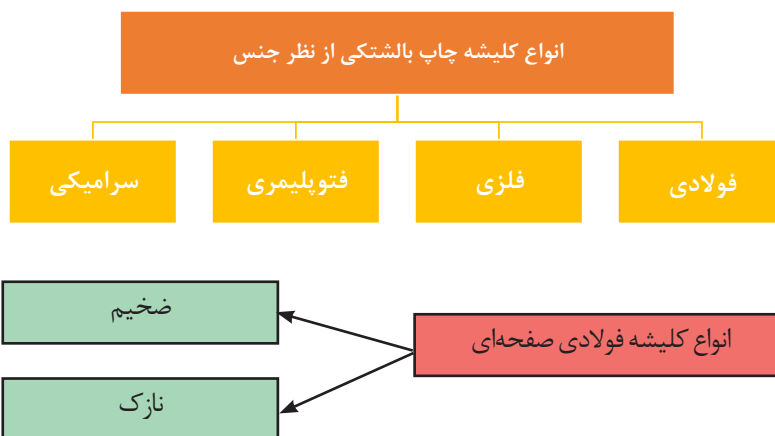 انواع کلیشه چاپ بالشتکی از نظر جنس
فولادی
فلزی
فتوپلیمری
سرامیکی
انواع کلیشه فولادی صفحه‌ای
ضخیم
نازک